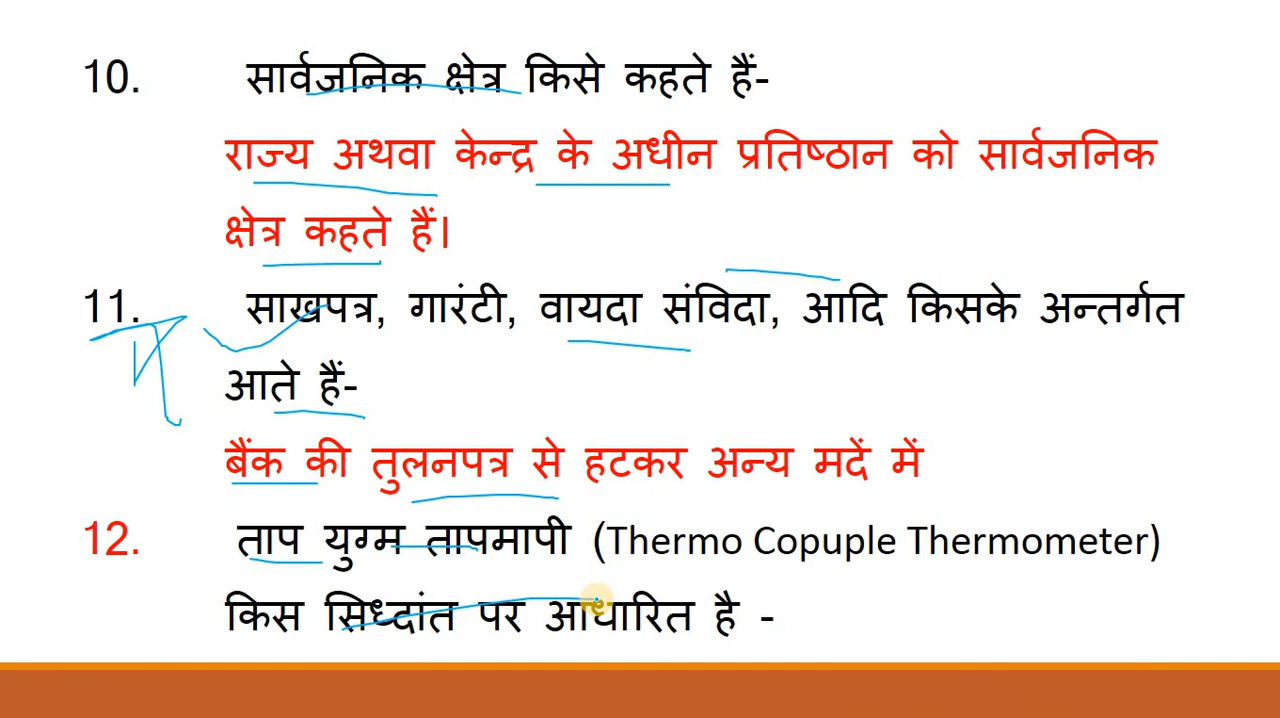 10. सार्वजनिक क्षेत्र किसे कहते हैं-
राज्य अथवा केन्द्र के अधीन प्रतिष्ठान को सार्वजनिक
क्षेत्र कहते हैं।
11. साखपत्र, गारंटी, वायदा संविदा, आदि किसके अन्तर्गत
आते हैं-
बैंक की तुलनपत्र से हटकर अन्य मदें में
12. ताप युग्म तापमापी (Thermo Copuple Thermometer)
किस सिध्दांत पर आधारित है -